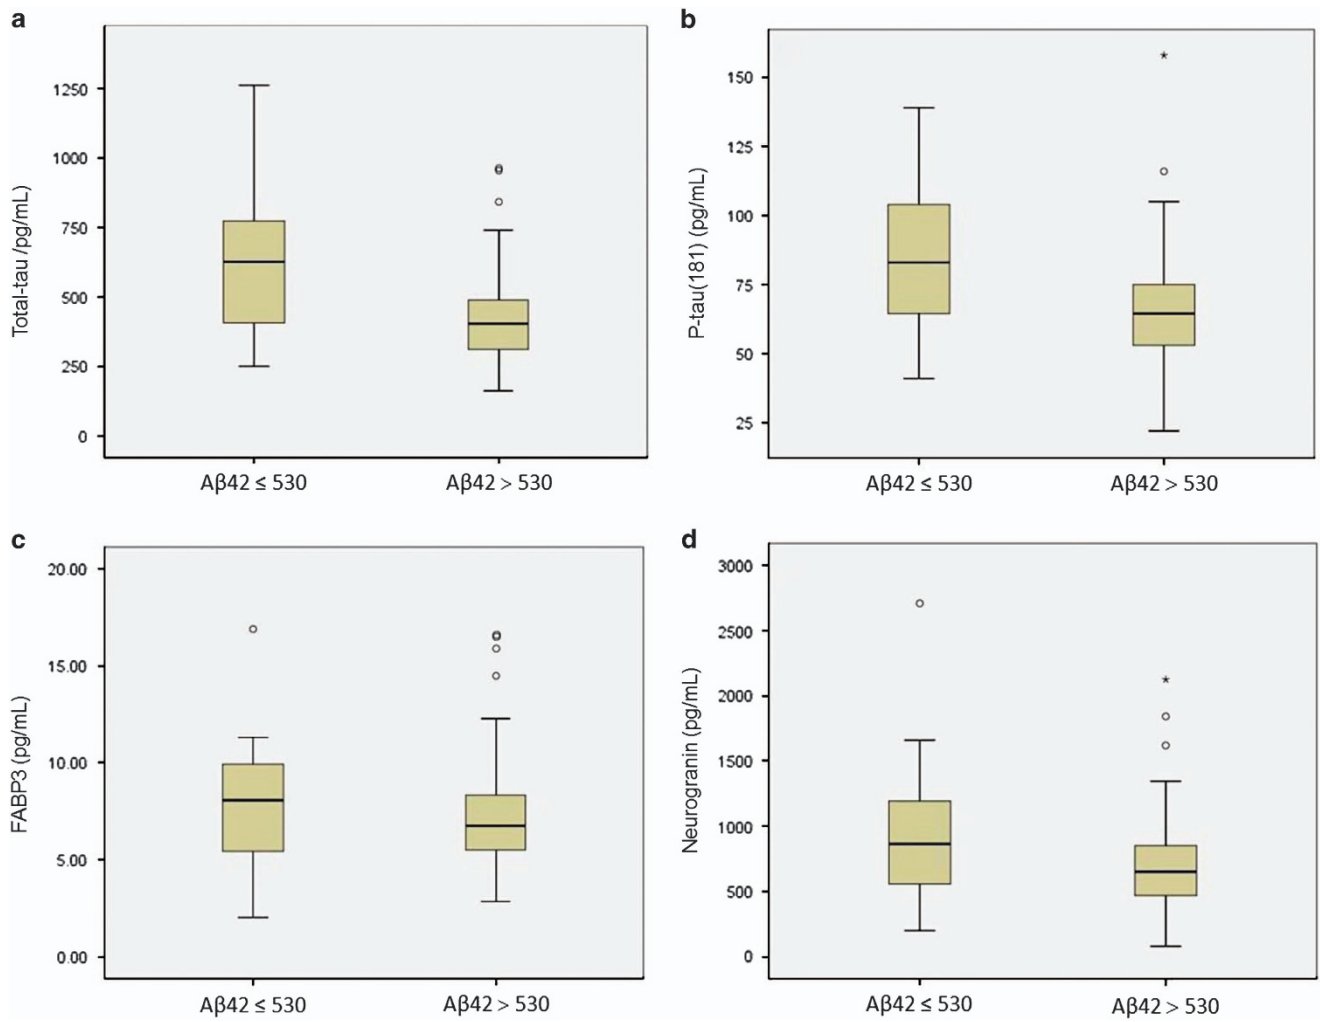 a
Total-tau /pg/mL)
1250
1000
750
500
250
0
Aβ42 ≤ 530
Aβ42 > 530
b
P-tau(181) (pg/mL)
150
125
100
75
50
25
Aβ42 ≤ 530
Aβ42 > 530
c
FABP3 (pg/mL)
20.00
15.00
10.00
5.00
0.00
Aβ42 ≤ 530
Aβ42 > 530
d
Neurogranin (pg/mL)
3000
2500
2000
1500
1000
500
0
Aβ42 ≤ 530
Aβ42 > 530